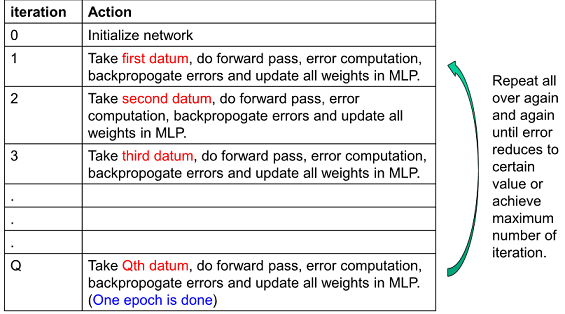 iteration Action
0 Initialize network
1 Take first datum, do forward pass, error computation,
backpropogate errors and update all weights in MLP.
2 Take second datum, do forward pass, error
computation, backpropogate errors and update all
weights in MLP.
3 Take third datum, do forward pass, error computation,
backpropogate errors and update all weights in MLP.
.
.
.
Q Take Qth datum, do forward pass, error computation,
backpropogate errors and update all weights in MLP.
(One epoch is done)
Repeat all
over again
and again
until error
reduces to
certain
value or
achieve
maximum
number of
iteration.